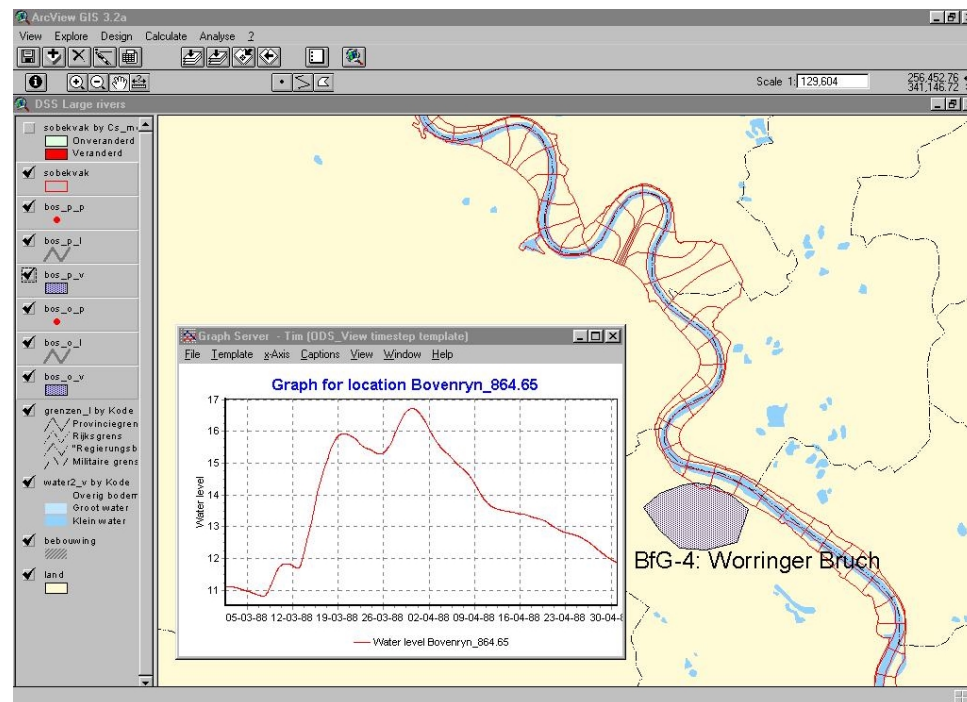 ArcView GIS 3.2a
View Explore Design Calculate Analyse ?
Scale 1: 129,604
256,452.76
341,146.72
DSS Large rivers
sobekvak by Cs_m
Onveranderd
Veranderd
sobekvak
bos_p_p
bos_p_l
bos_p_v
bos_o_p
bos_o_l
bos_o_v
grenzen_l by Kode
Provinciegren
Rijksgrens
"Regierungsb
Militaire grens
water2_v by Kode
Overig bodem
Groot water
Klein water
bebouwing
land
Graph Server - Tim (ODS_View timestep template)
File Template x-Axis Captions View Window Help
Graph for location Bovenryn_864.65
Water level
17
16
15
14
13
12
11
05-03-88 12-03-88 19-03-88 26-03-88 02-04-88 09-04-88 16-04-88 23-04-88 30-04-8
Water level Bovenryn_864.65
BfG-4: Worringer Bruch